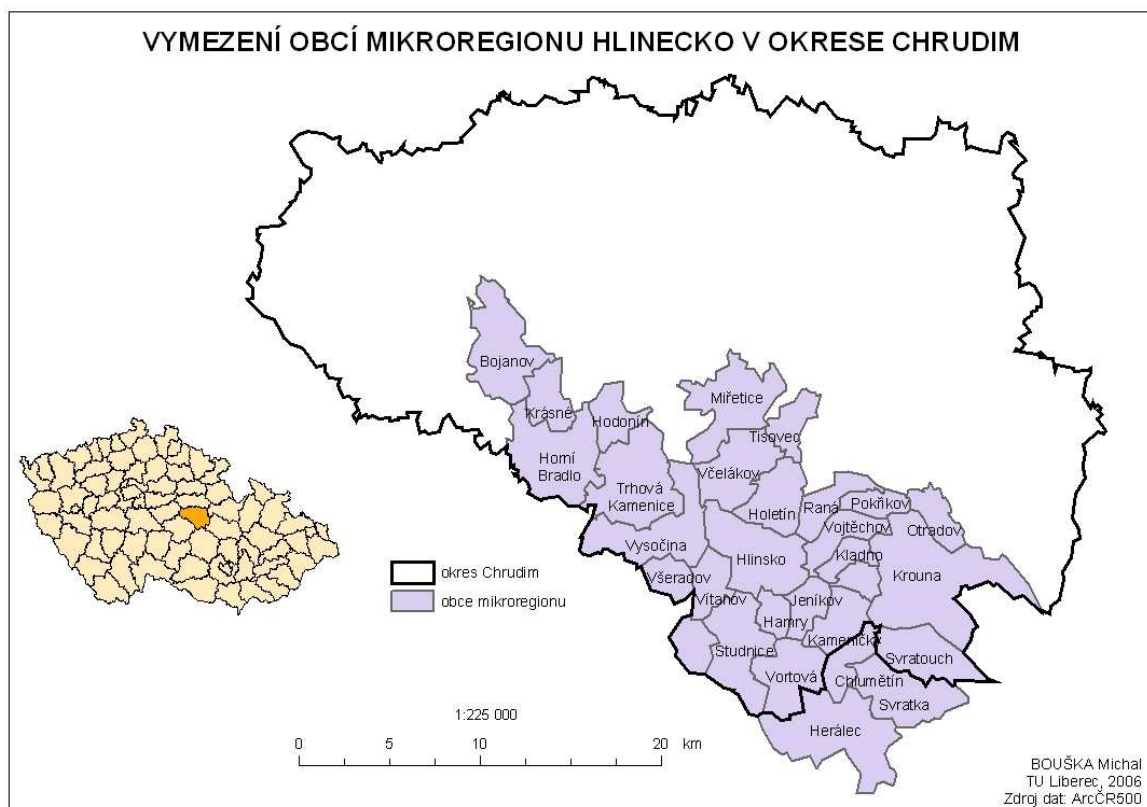 VYMEZENÍ OBCÍ MIKROREGIONU HLINECKO V OKRESE CHRUDIM
Bojanov
Krásné
Hodonín
Miřetice
Tisovec
Horní
Bradlo
Trhová
Kamenice
Včelákov
Holetín
Raná
Pokřikov
Vojtěchov
Otradov
Vysočina
Hlinsko
Kladno
Krouna
Všeradov
Vítanov
Jeníkov
Hamry
Kameničky
Studnice
Svratouch
Vortová
Chlumětín
Svratka
Herálec
okres Chrudim
obce mikroregionu
1:225 000
0 5 10 20 km
BOUŠKA Michal
TU Liberec, 2006
Zdroj dat: ArcČR500